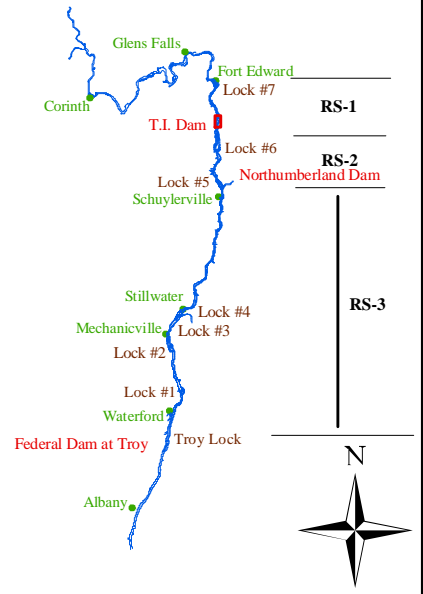 Glens Falls
Fort Edward
Lock #7
Corinth
RS-1
T.I. Dam
Lock #6
RS-2
Northumberland Dam
Lock #5
Schuylerville
Stillwater
RS-3
Lock #4
Mechanicville
Lock #3
Lock #2
Lock #1
Waterford
Federal Dam at Troy
Troy Lock
N
Albany